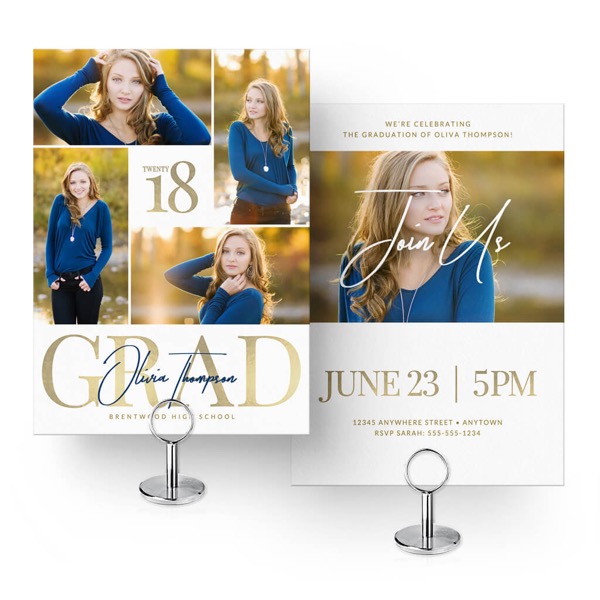 TWENTY
18
GRAD
Olivia Thompson
BRENTWOOD HIGH SCHOOL
WE'RE CELEBRATING
THE GRADUATION OF OLIVA THOMPSON!
Join Us
JUNE 23 | 5PM
12345 ANYWHERE STREET • ANYTOWN
RSVP SARAH: 555-555-1234